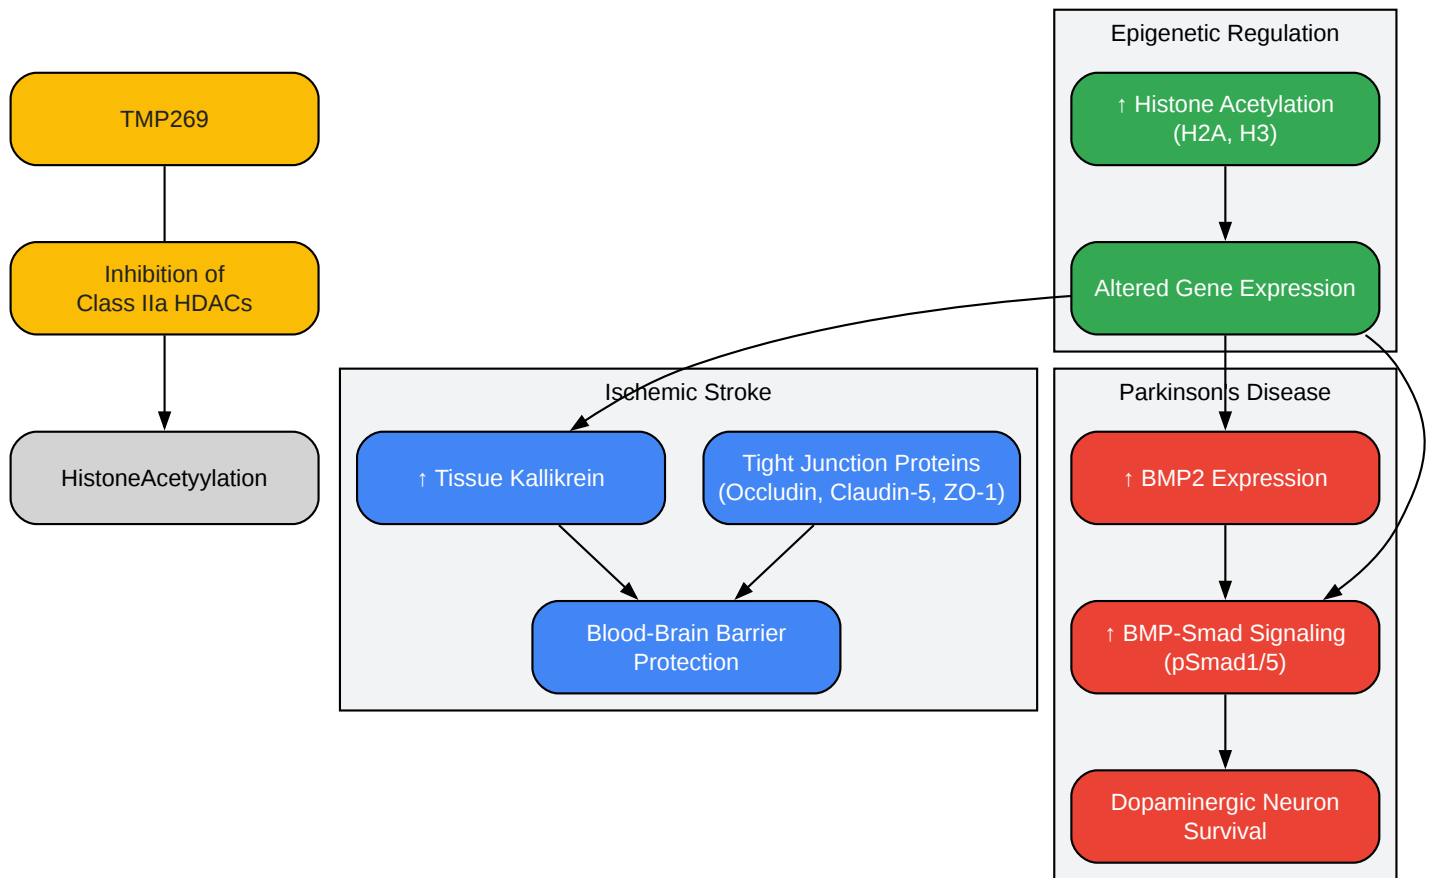 Epigenetic Regulation
TMP269
↑ Histone Acetylation
(H2A, H3)
Inhibition of
Class IIa HDACs
Altered Gene Expression
Ischemic Stroke
Parkinson's Disease
HistoneAcetyylation
↑ Tissue Kallikrein
Tight Junction Proteins
(Occludin, Claudin-5, ZO-1)
↑ BMP2 Expression
Blood-Brain Barrier
Protection
↑ BMP-Smad Signaling
(pSmad1/5)
Dopaminergic Neuron
Survival